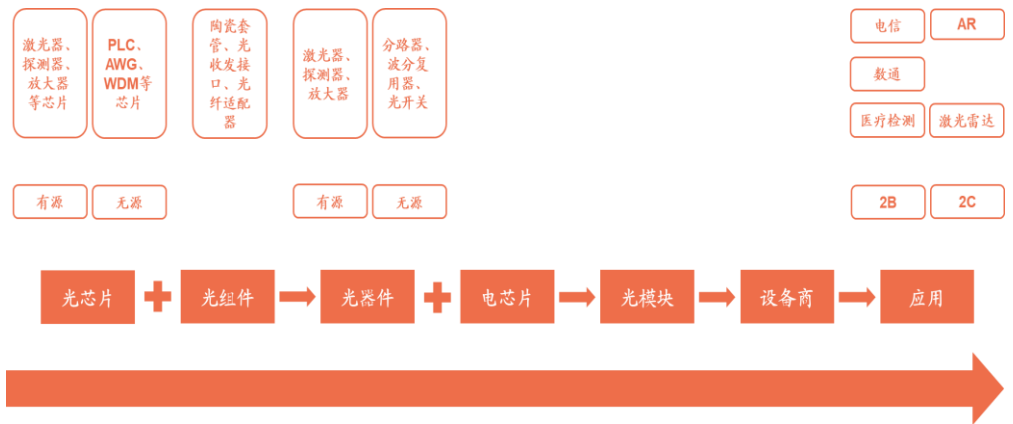 激光器、
探测器、
放大器
等芯片
PLC、
AWG、
WDM等
芯片
陶瓷套
管、光
收发接
口、光
纤适配
器
激光器、
探测器、
放大器
分路器、
波分复
用器、
光开关
电信
AR
数通
医疗检测
激光雷达
有源
无源
有源
无源
2B
2C
光芯片
光组件
光器件
电芯片
光模块
设备商
应用